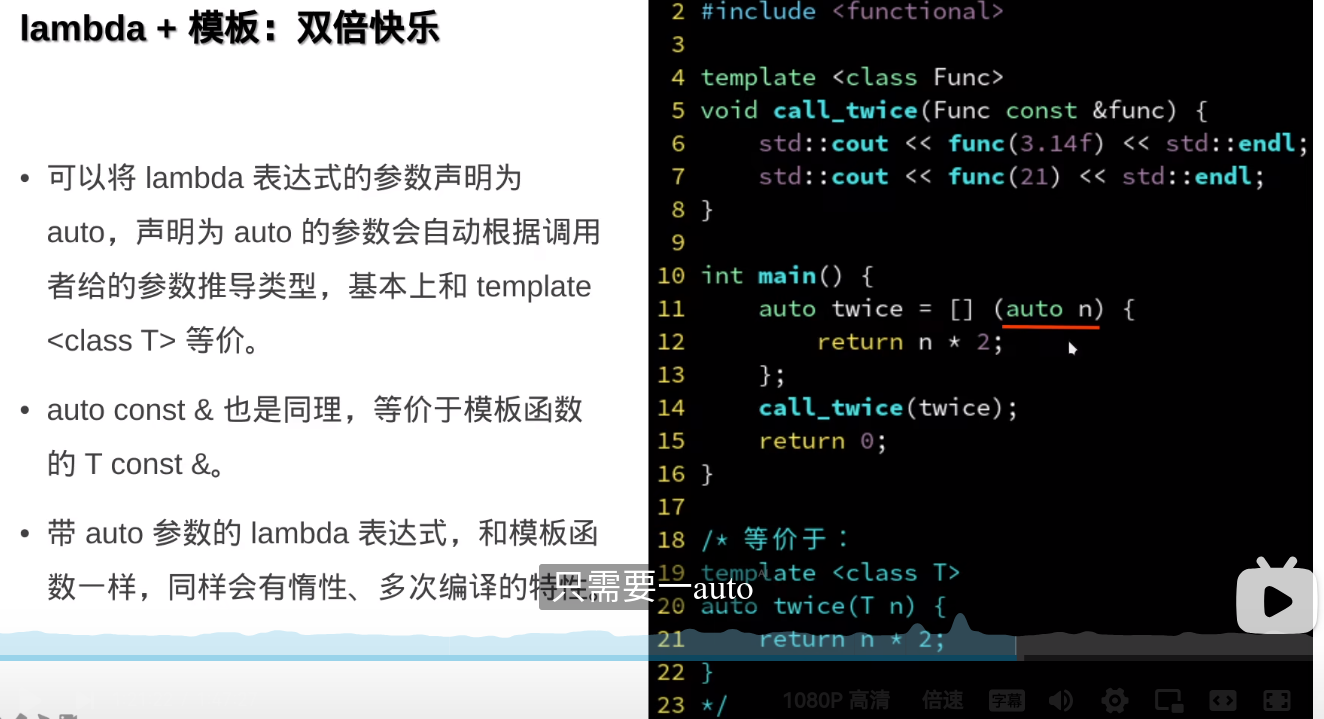 lambda + 模板：双倍快乐
• 可以将 lambda 表达式的参数声明为
auto，声明为 auto 的参数会自动根据调用
者给的参数推导类型，基本上和 template
<class T> 等价。
• auto const & 也是同理，等价于模板函数
的 T const &。
• 带 auto 参数的 lambda 表达式，和模板函
数一样，同样会有惰性、多次编译的特性。
2 #include <functional>
3
4 template <class Func>
5 void call_twice(Func const &func) {
6 std::cout << func(3.14f) << std::endl;
7 std::cout << func(21) << std::endl;
8 }
9
10 int main() {
11 auto twice = [] (auto n) {
12 return n * 2;
13 };
14 call_twice(twice);
15 return 0;
16 }
17
18 /* 等价于：
19 template <class T>
20 auto twice(T n) {
21 return n * 2;
22 }
23 */
只需要一auto
1080P 高清 倍速 字幕